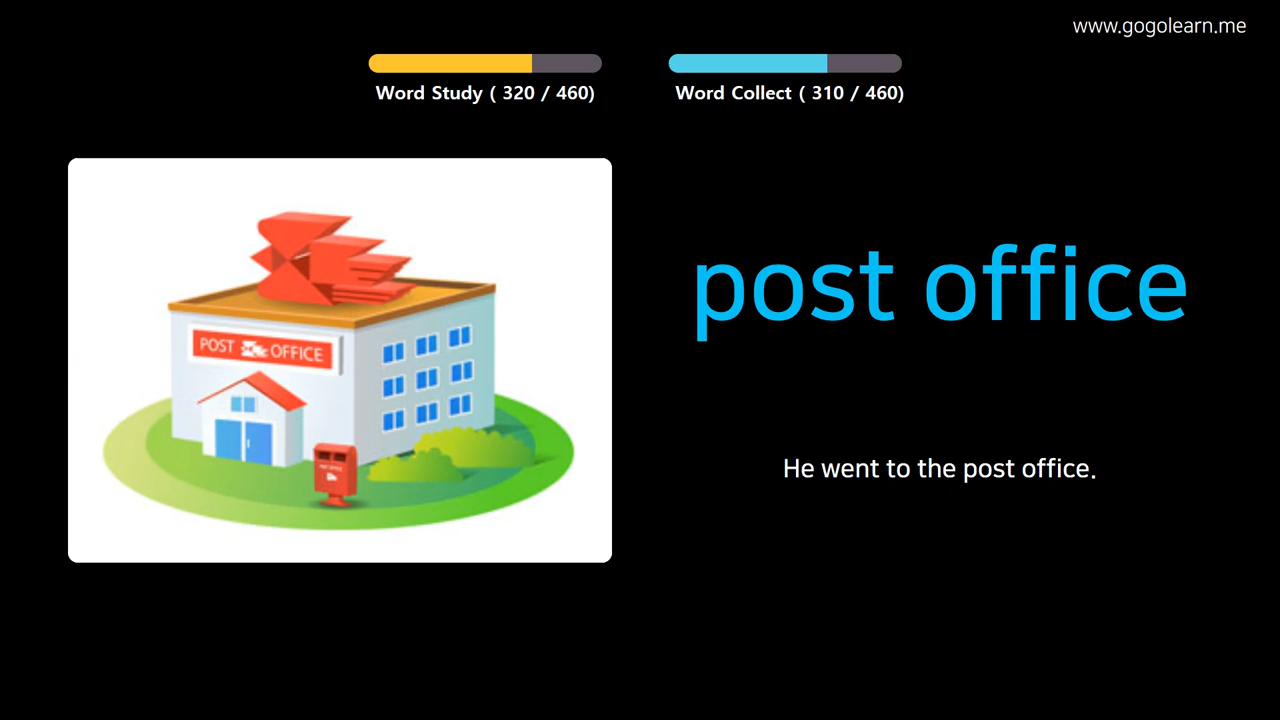 www.gogolearn.me
Word Study ( 320 / 460)
Word Collect ( 310 / 460)
POST OFFICE
post office
He went to the post office.